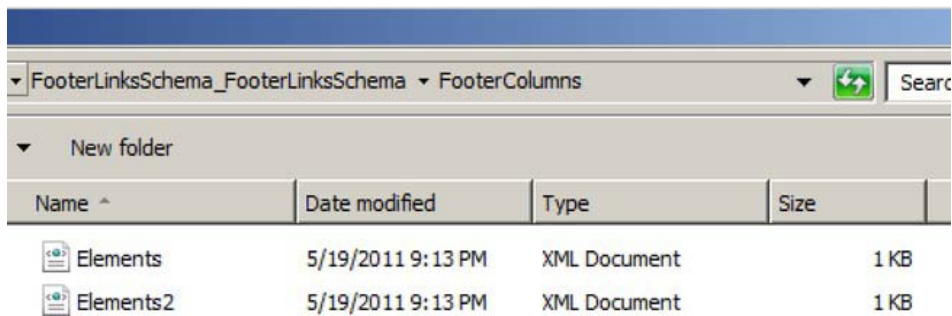 FooterLinksSchema_FooterLinksSchema FooterColumns Searc
New folder
Name Date modified Type Size
Elements 5/19/2011 9:13 PM XML Document 1 KB
Elements2 5/19/2011 9:13 PM XML Document 1 KB